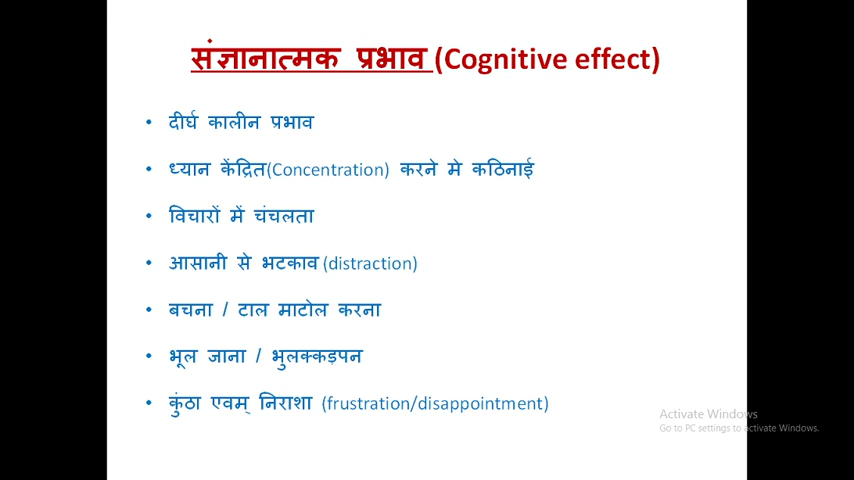 संज्ञानात्मक प्रभाव (Cognitive effect)
• दीर्घ कालीन प्रभाव
• ध्यान केंद्रित(Concentration) करने मे कठिनाई
• विचारों में चंचलता
• आसानी से भटकाव (distraction)
• बचना / टाल माटोल करना
• भूल जाना / भुलक्कड़पन
• कुंठा एवम् निराशा (frustration/disappointment)
Activate Windows
Go to PC settings to activate Windows.